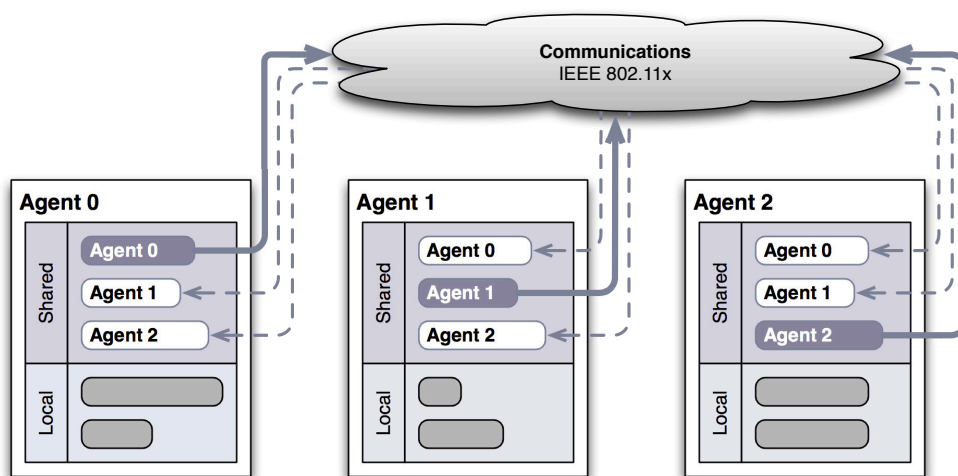 Communications
IEEE 802.11x
Agent 0
Shared
Agent 0
Agent 1
Agent 2
Local
Agent 1
Shared
Agent 0
Agent 1
Agent 2
Local
Agent 2
Shared
Agent 0
Agent 1
Agent 2
Local